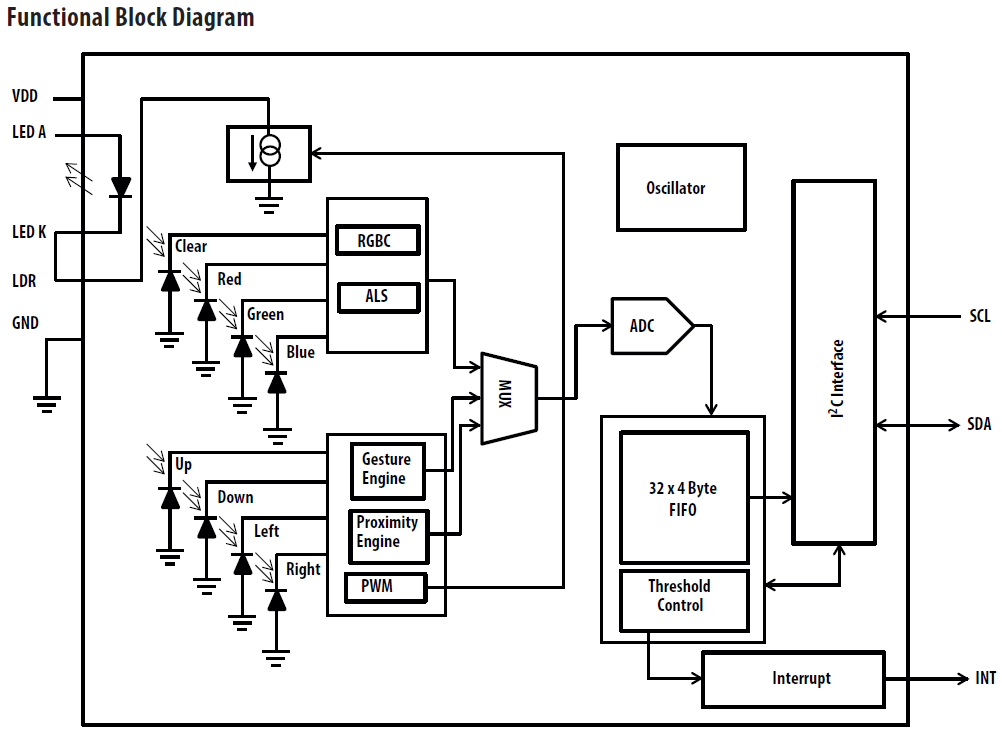 Functional Block Diagram
VDD
LED A
LED K
LDR
GND
Clear
Red
Green
Blue
RGBC
ALS
Up
Down
Left
Right
Gesture
Engine
Proximity
Engine
PWM
MUX
Oscillator
ADC
32 x 4 Byte
FIFO
Threshold
Control
I²C Interface
Interrupt
SCL
SDA
INT